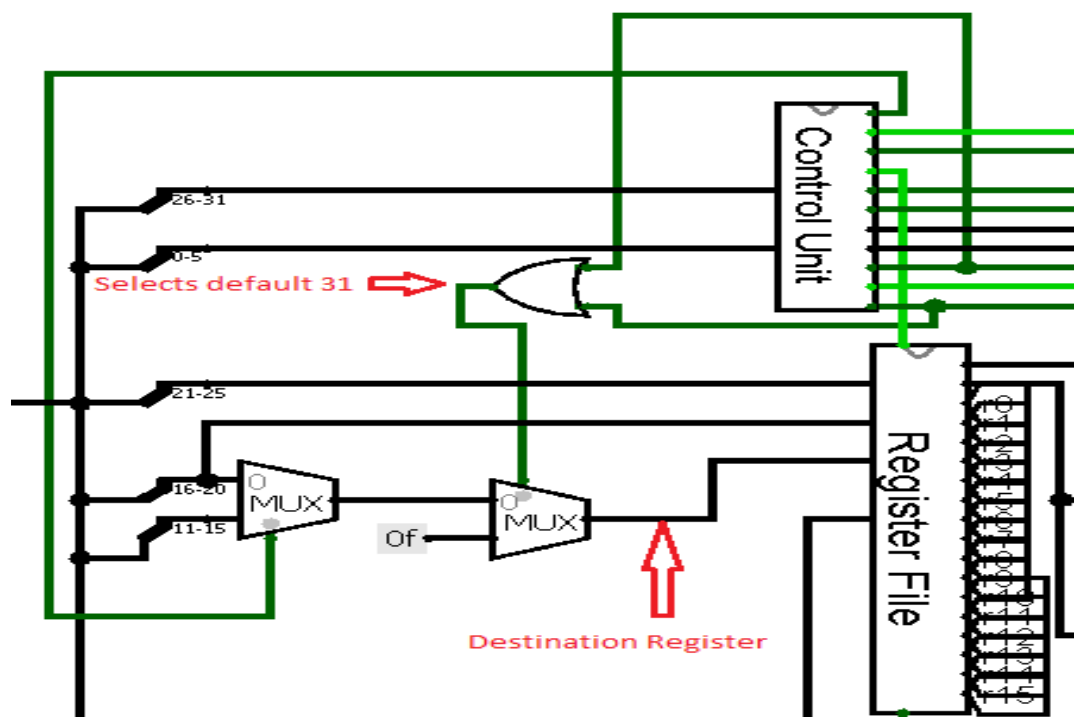 Control Unit
26-31
0-5
Selects default 31
21-25
Register File
16-20
0
MUX
11-15
0
MUX
0f
Destination Register